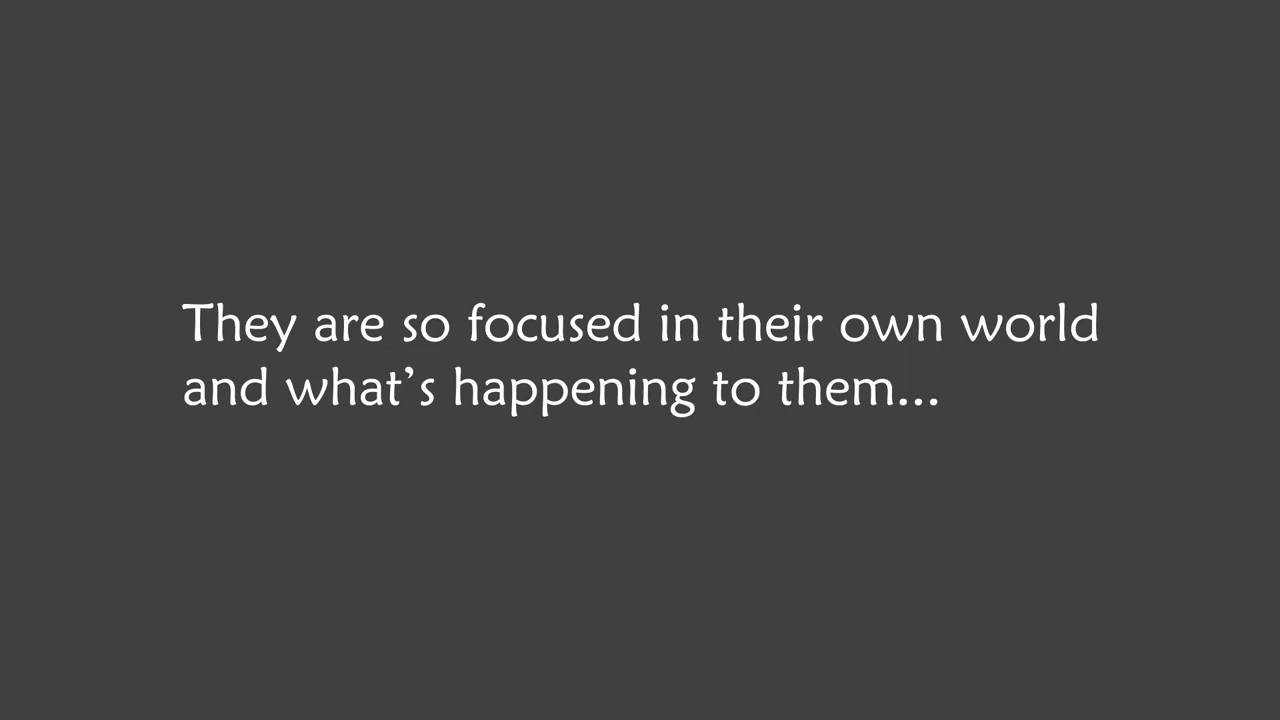 They are so focused in their own world
and what’s happening to them...